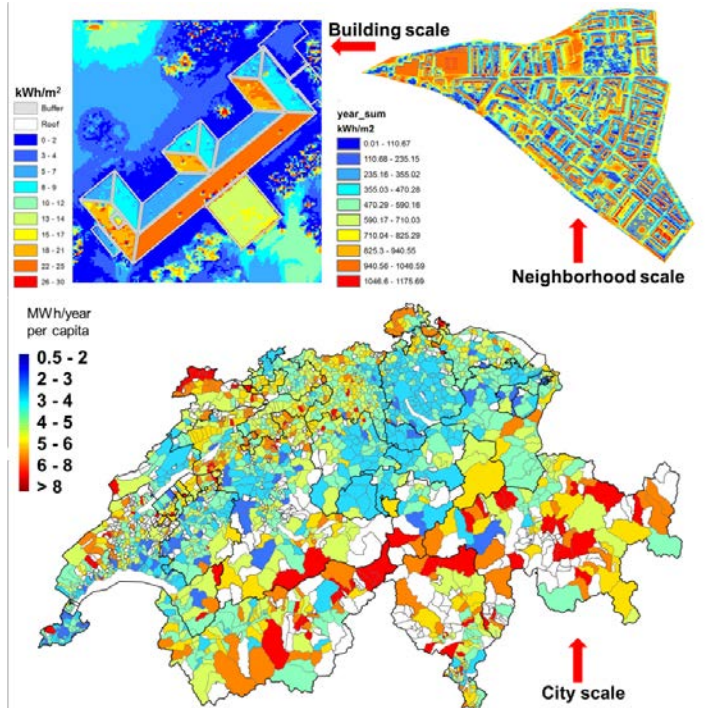 Building scale
kWh/m²
Buffer
Roof
0 - 2
3 - 4
5 - 7
8 - 9
10 - 12
13 - 14
15 - 17
18 - 21
22 - 25
26 - 30
year_sum
kWh/m2
0.01 - 110.67
110.68 - 235.15
235.16 - 355.02
355.03 - 470.28
470.29 - 590.16
590.17 - 710.03
710.04 - 825.29
825.3 - 940.55
940.56 - 1046.59
1046.6 - 1175.69
Neighborhood scale
MWh/year
per capita
0.5 - 2
2 - 3
3 - 4
4 - 5
5 - 6
6 - 8
> 8
City scale